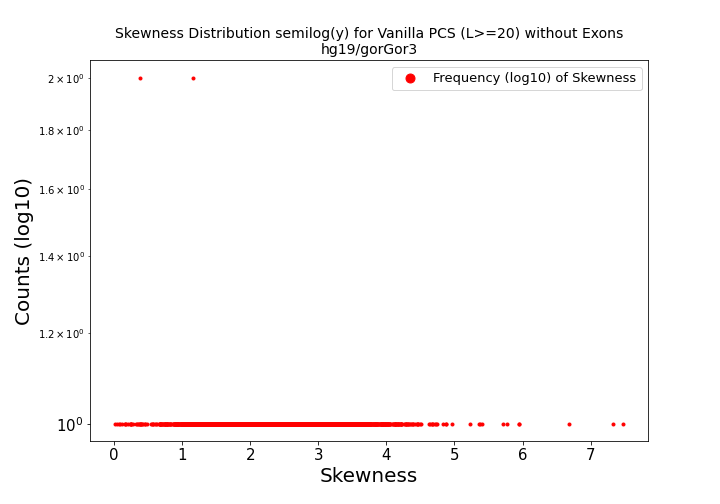 Skewness Distribution semilog(y) for Vanilla PCS (L>=20) without Exons
hg19/gorGor3
Frequency (log10) of Skewness
Counts (log10)
2 × 10⁰
1.8 × 10⁰
1.6 × 10⁰
1.4 × 10⁰
1.2 × 10⁰
10⁰
0 1 2 3 4 5 6 7
Skewness